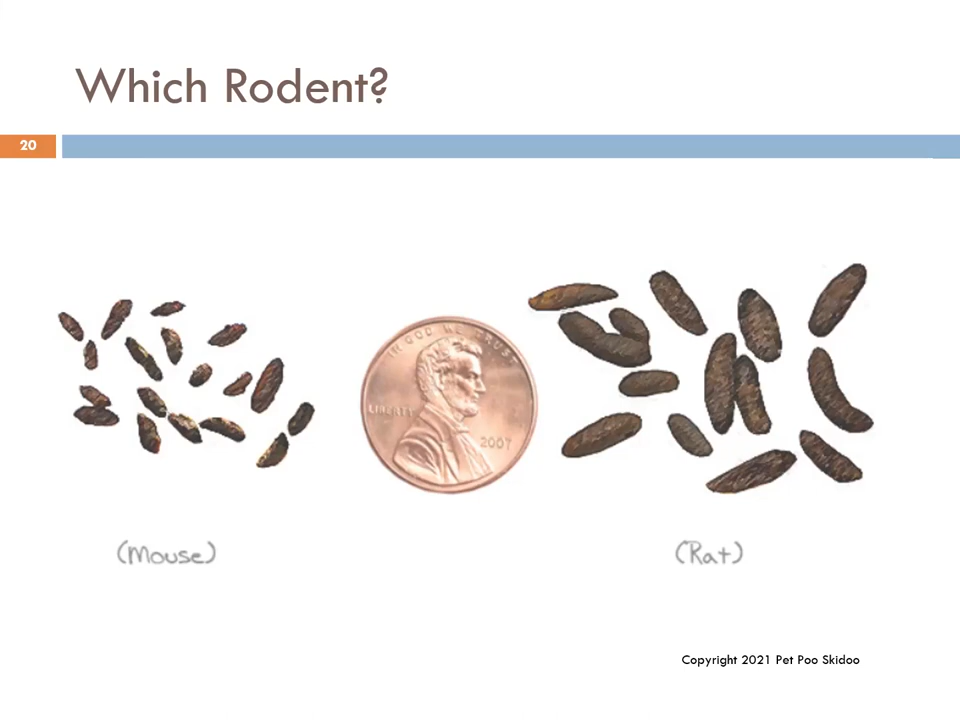 Which Rodent?
20
IN GOD WE TRUST
LIBERTY
2007
(Mouse)
(Rat)
Copyright 2021 Pet Poo Skidoo